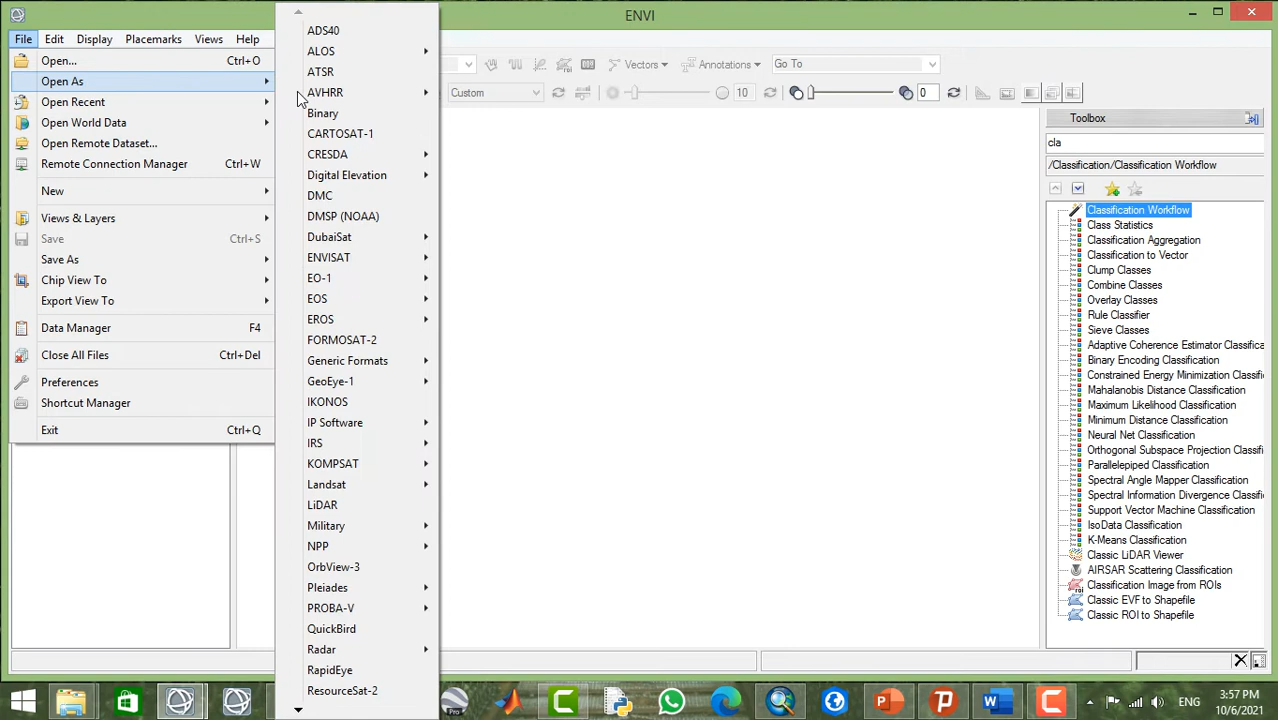 ENVI
File Edit Display Placemarks Views Help
Open... Ctrl+O
Open As
Open Recent
Open World Data
Open Remote Dataset...
Remote Connection Manager Ctrl+W
New
Views & Layers
Save Ctrl+S
Save As
Chip View To
Export View To
Data Manager F4
Close All Files Ctrl+Del
Preferences
Shortcut Manager
Exit Ctrl+Q
ADS40
ALOS
ATSR
AVHRR
Binary
CARTOSAT-1
CRESDA
Digital Elevation
DMC
DMSP (NOAA)
DubaiSat
ENVISAT
EO-1
EOS
EROS
FORMOSAT-2
Generic Formats
GeoEye-1
IKONOS
IP Software
IRS
KOMPSAT
Landsat
LiDAR
Military
NPP
OrbView-3
Pleiades
PROBA-V
QuickBird
Radar
RapidEye
ResourceSat-2
Vectors Annotations Go To
Custom 10 0
Toolbox
cla
/Classification/Classification Workflow
Classification Workflow
Class Statistics
Classification Aggregation
Classification to Vector
Clump Classes
Combine Classes
Overlay Classes
Rule Classifier
Sieve Classes
Adaptive Coherence Estimator Classifica
Binary Encoding Classification
Constrained Energy Minimization Classifica
Mahalanobis Distance Classification
Maximum Likelihood Classification
Minimum Distance Classification
Neural Net Classification
Orthogonal Subspace Projection Classifica
Parallelepiped Classification
Spectral Angle Mapper Classification
Spectral Information Divergence Classifi
Support Vector Machine Classification
IsoData Classification
K-Means Classification
Classic LiDAR Viewer
AIRSAR Scattering Classification
Classification Image from ROIs
Classic EVF to Shapefile
Classic ROI to Shapefile
Pro
ENG
3:57 PM
10/6/2021